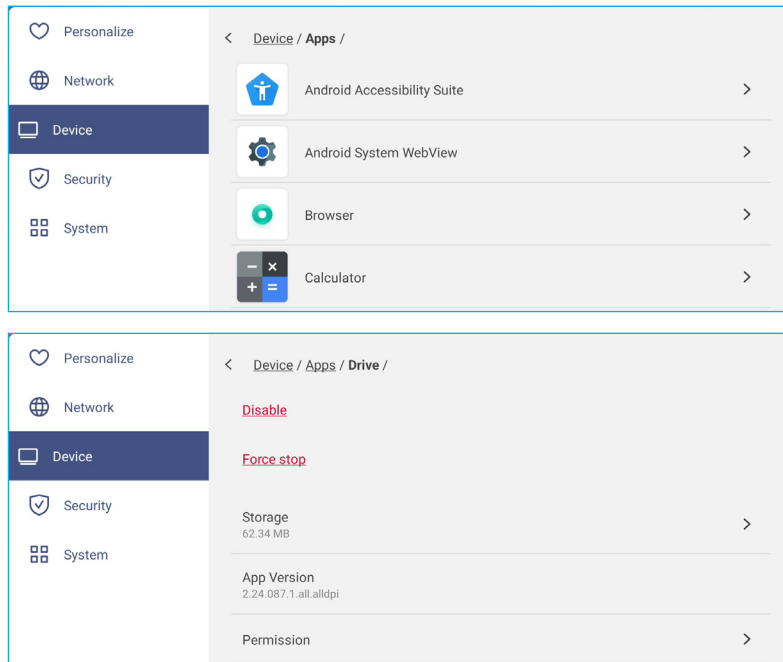 Personalize
Network
Device
Security
System
< Device / Apps /
Android Accessibility Suite
Android System WebView
Browser
Calculator
Personalize
Network
Device
Security
System
< Device / Apps / Drive /
Disable
Force stop
Storage
62.34 MB
App Version
2.24.087.1.all.alldpi
Permission